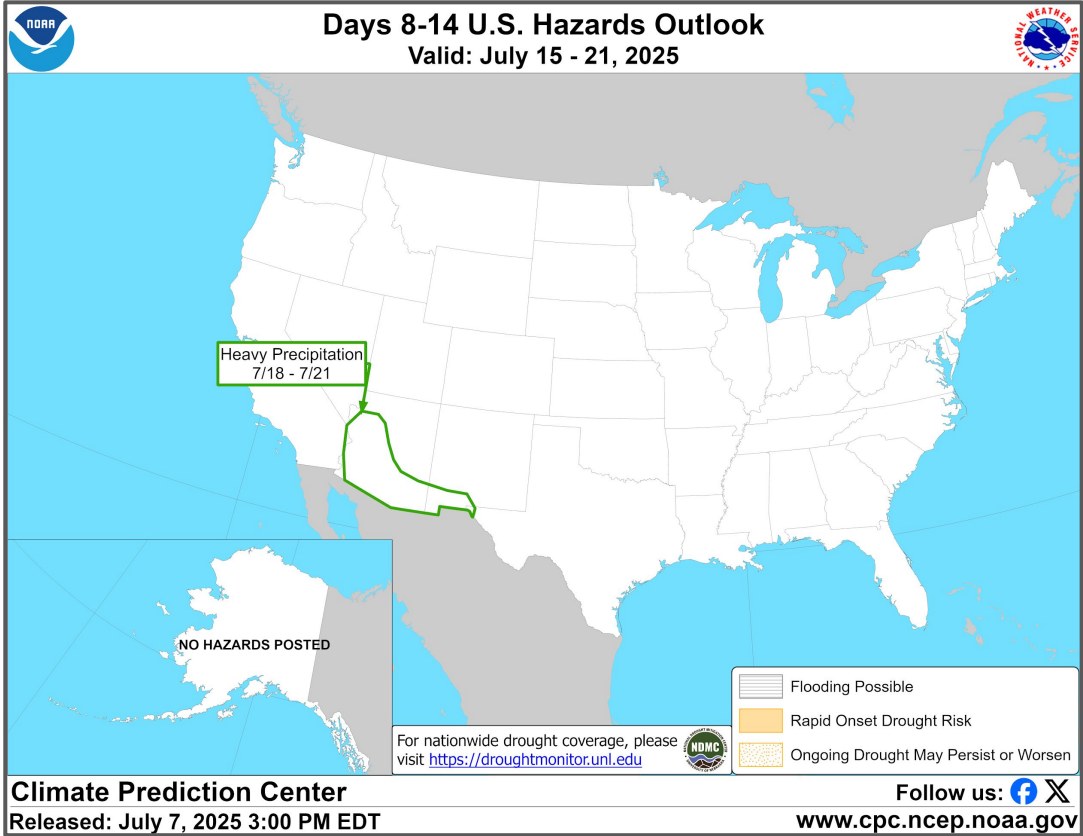 NOAA
Days 8-14 U.S. Hazards Outlook
Valid: July 15 - 21, 2025
NATIONAL WEATHER SERVICE
Heavy Precipitation
7/18 - 7/21
NO HAZARDS POSTED
Flooding Possible
Rapid Onset Drought Risk
Ongoing Drought May Persist or Worsen
For nationwide drought coverage, please
visit https://droughtmonitor.unl.edu
NDMC
Climate Prediction Center
Released: July 7, 2025 3:00 PM EDT
Follow us:
www.cpc.ncep.noaa.gov